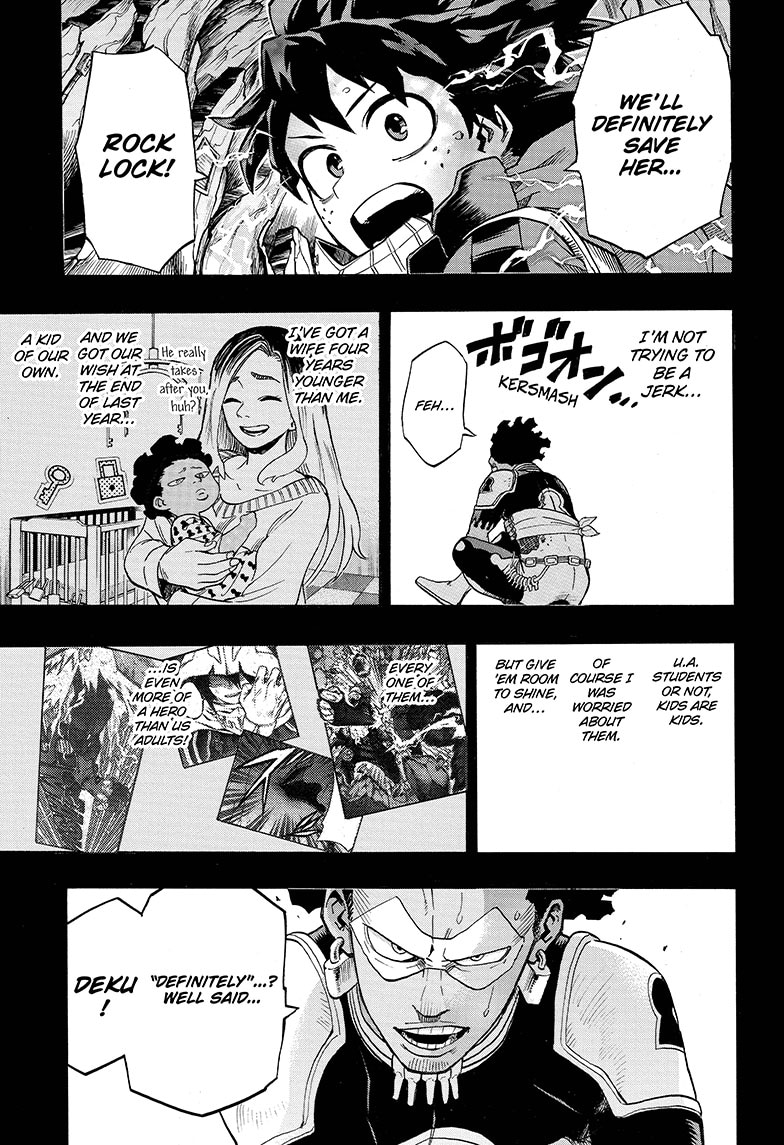 WE'LL
DEFINITELY
SAVE
HER...
ROCK
LOCK!
I'M NOT
TRYING TO
BE A
JERK...
ボゴオン...
KERSMASH
FEH...
I'VE GOT A
WIFE FOUR
YEARS
YOUNGER
THAN ME.
He really
takes
after you,
huh?
AND WE
GOT OUR
WISH AT
THE END
OF LAST
YEAR...
A KID
OF OUR
OWN.
U.A.
STUDENTS
OR NOT,
KIDS ARE
KIDS.
OF
COURSE I
WAS
WORRIED
ABOUT
THEM.
BUT GIVE
'EM ROOM
TO SHINE,
AND...
EVERY
ONE OF
THEM...
...IS
EVEN
MORE OF
A HERO
THAN US
ADULTS!
"DEFINITELY"...?
WELL SAID...
DEKU
!